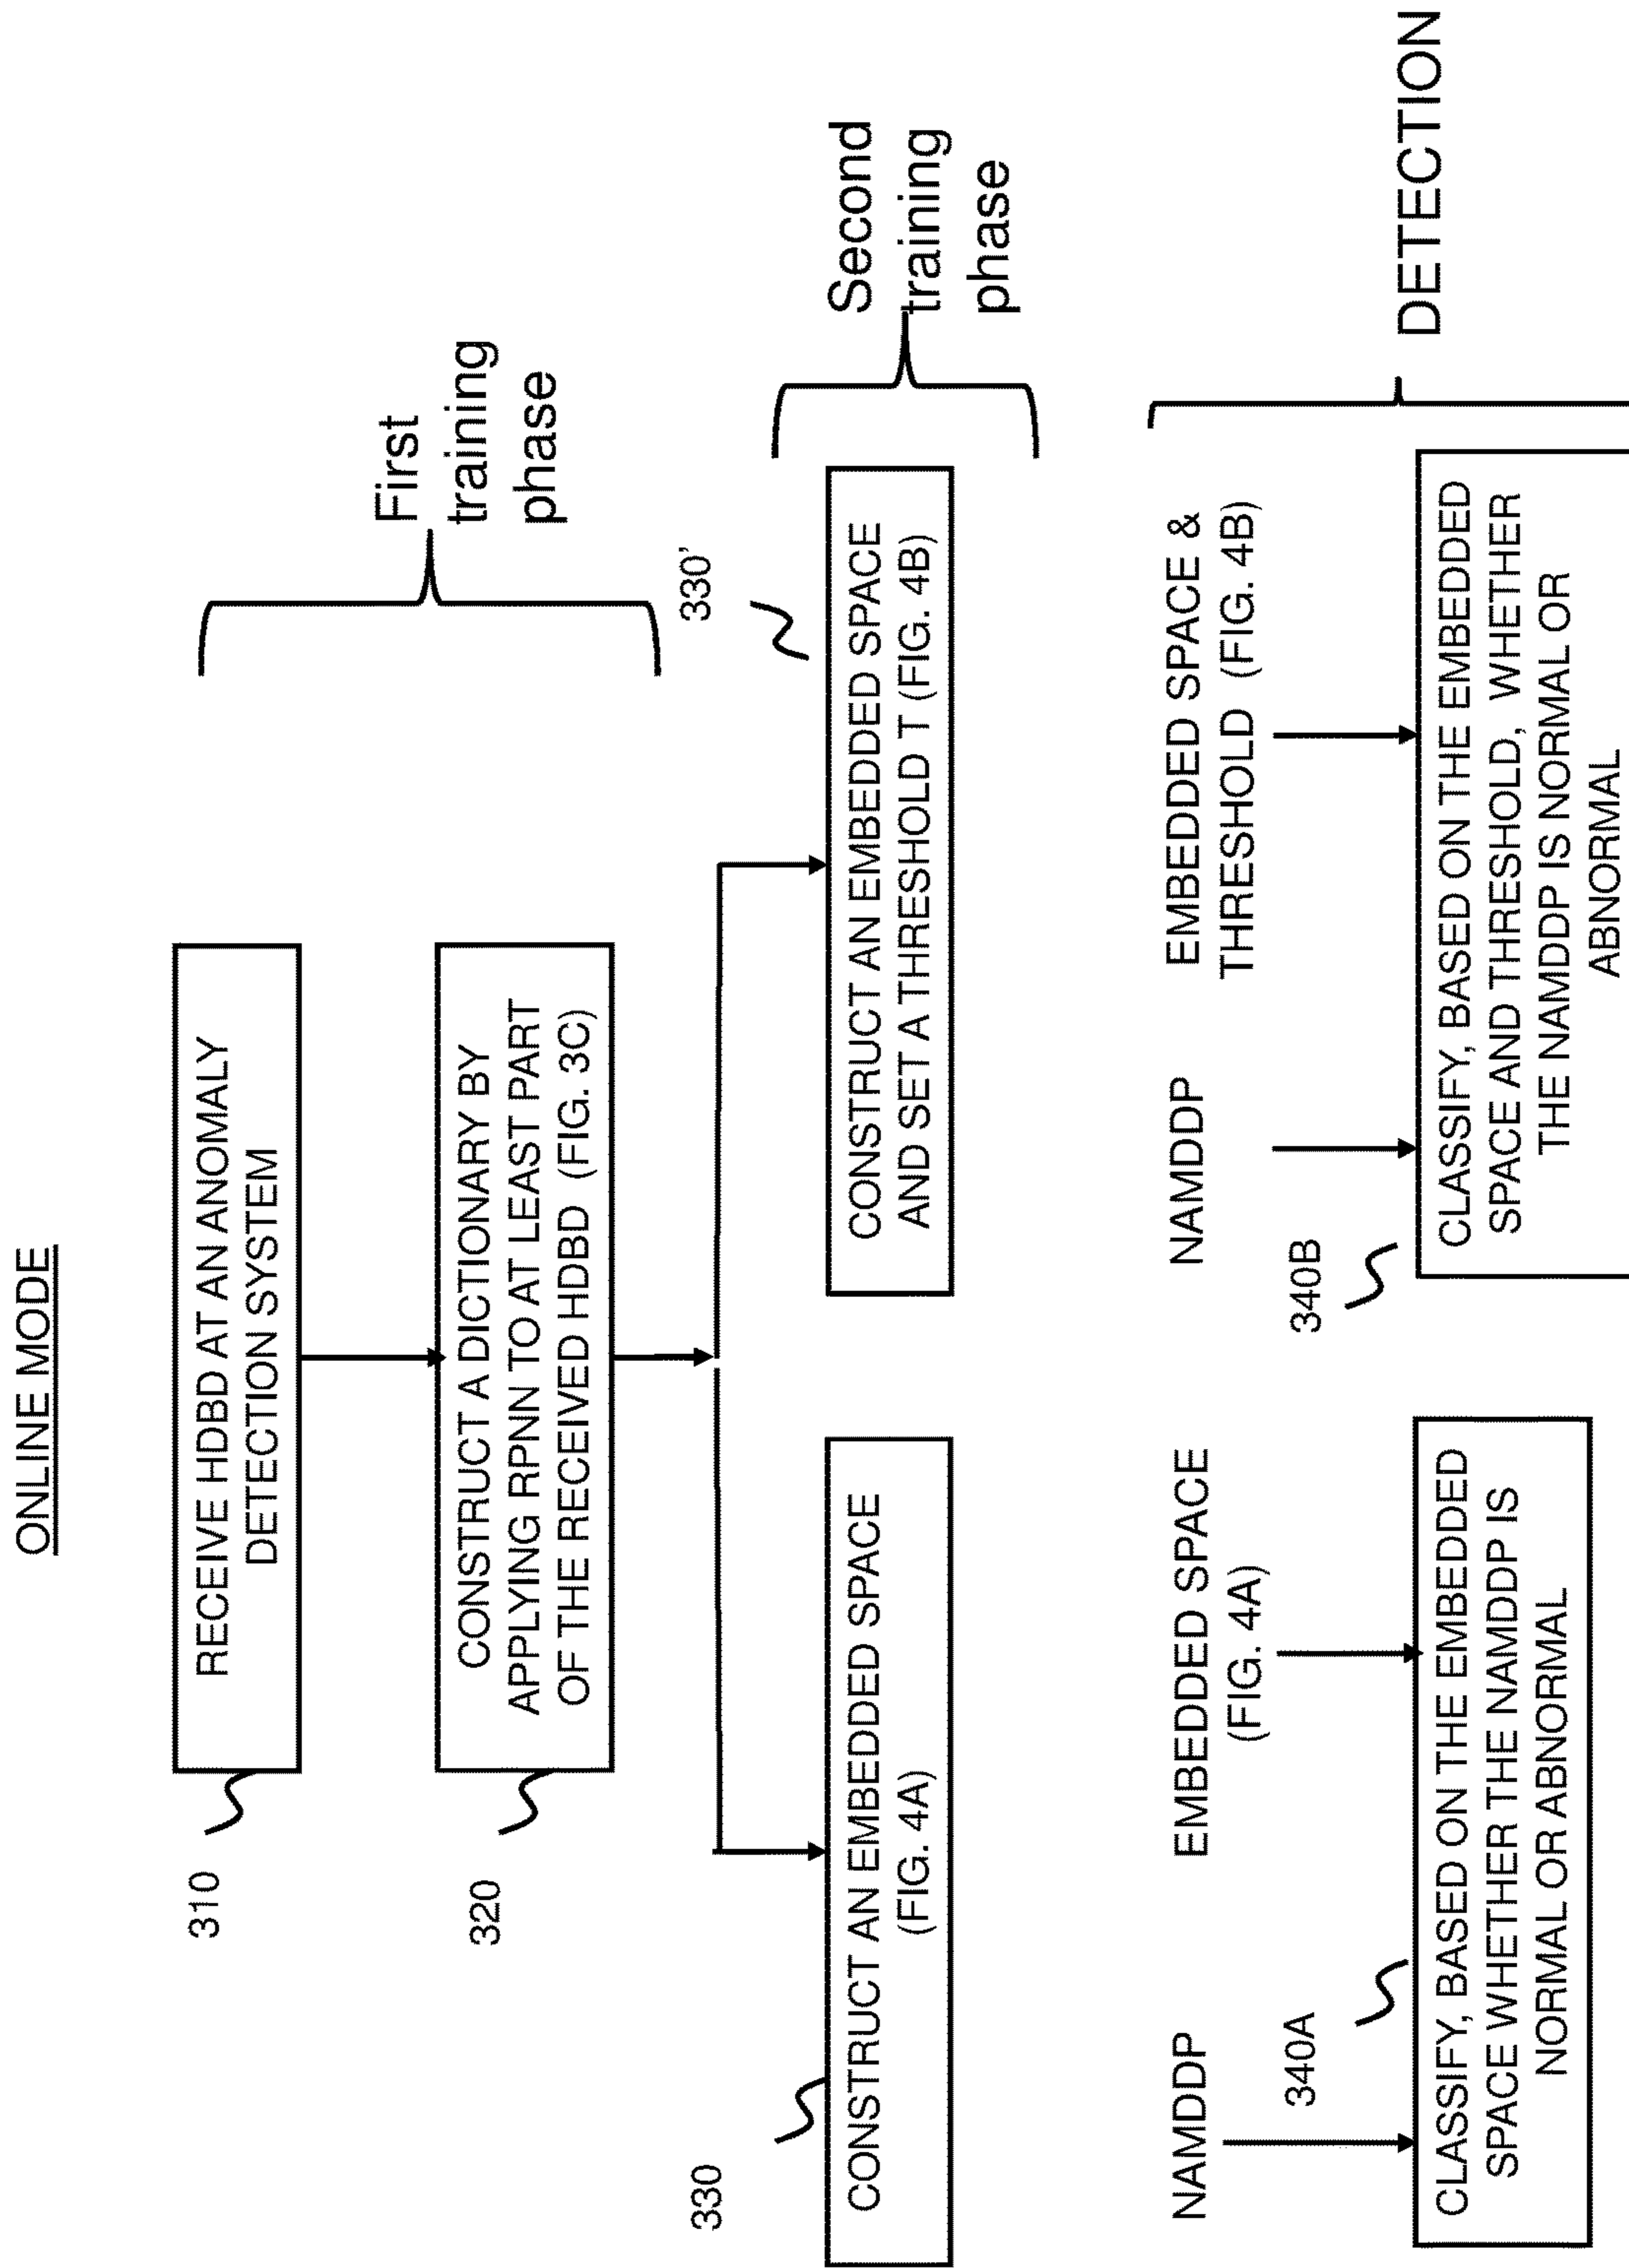 ONLINE MODE
310
RECEIVE HDBD AT AN ANOMALY
DETECTION SYSTEM
320
CONSTRUCT A DICTIONARY BY
APPLYING RPNN TO AT LEAST PART
OF THE RECEIVED HDBD (FIG. 3C)
First
training
phase
330
CONSTRUCT AN EMBEDDED SPACE
(FIG. 4A)
330'
CONSTRUCT AN EMBEDDED SPACE
AND SET A THRESHOLD T (FIG. 4B)
Second
training
phase
NAMDDP
EMBEDDED SPACE
(FIG. 4A)
340A
CLASSIFY, BASED ON THE EMBEDDED
SPACE WHETHER THE NAMDDP IS
NORMAL OR ABNORMAL
NAMDDP
EMBEDDED SPACE &
THRESHOLD (FIG. 4B)
340B
CLASSIFY, BASED ON THE EMBEDDED
SPACE AND THRESHOLD, WHETHER
THE NAMDDP IS NORMAL OR
ABNORMAL
DETECTION